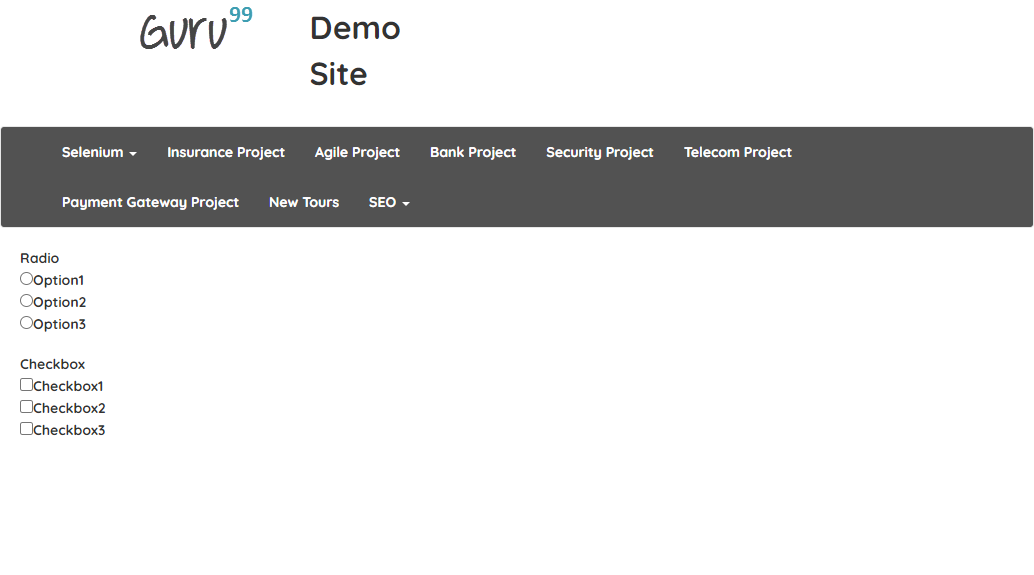 Guru99
Demo
Site
Selenium Insurance Project Agile Project Bank Project Security Project Telecom Project
Payment Gateway Project New Tours SEO
Radio
Option1
Option2
Option3
Checkbox
Checkbox1
Checkbox2
Checkbox3